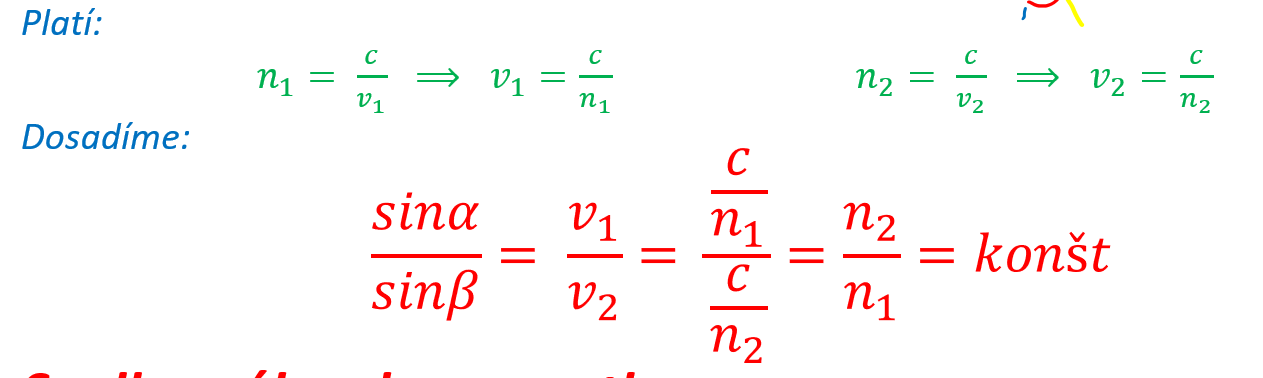 Platí:
n₁ = c/v₁ ⟹ v₁ = c/n₁ n₂ = c/v₂ ⟹ v₂ = c/n₂
Dosadíme:
sinα/sinβ = v₁/v₂ = (c/n₁)/(c/n₂) = n₂/n₁ = konšt